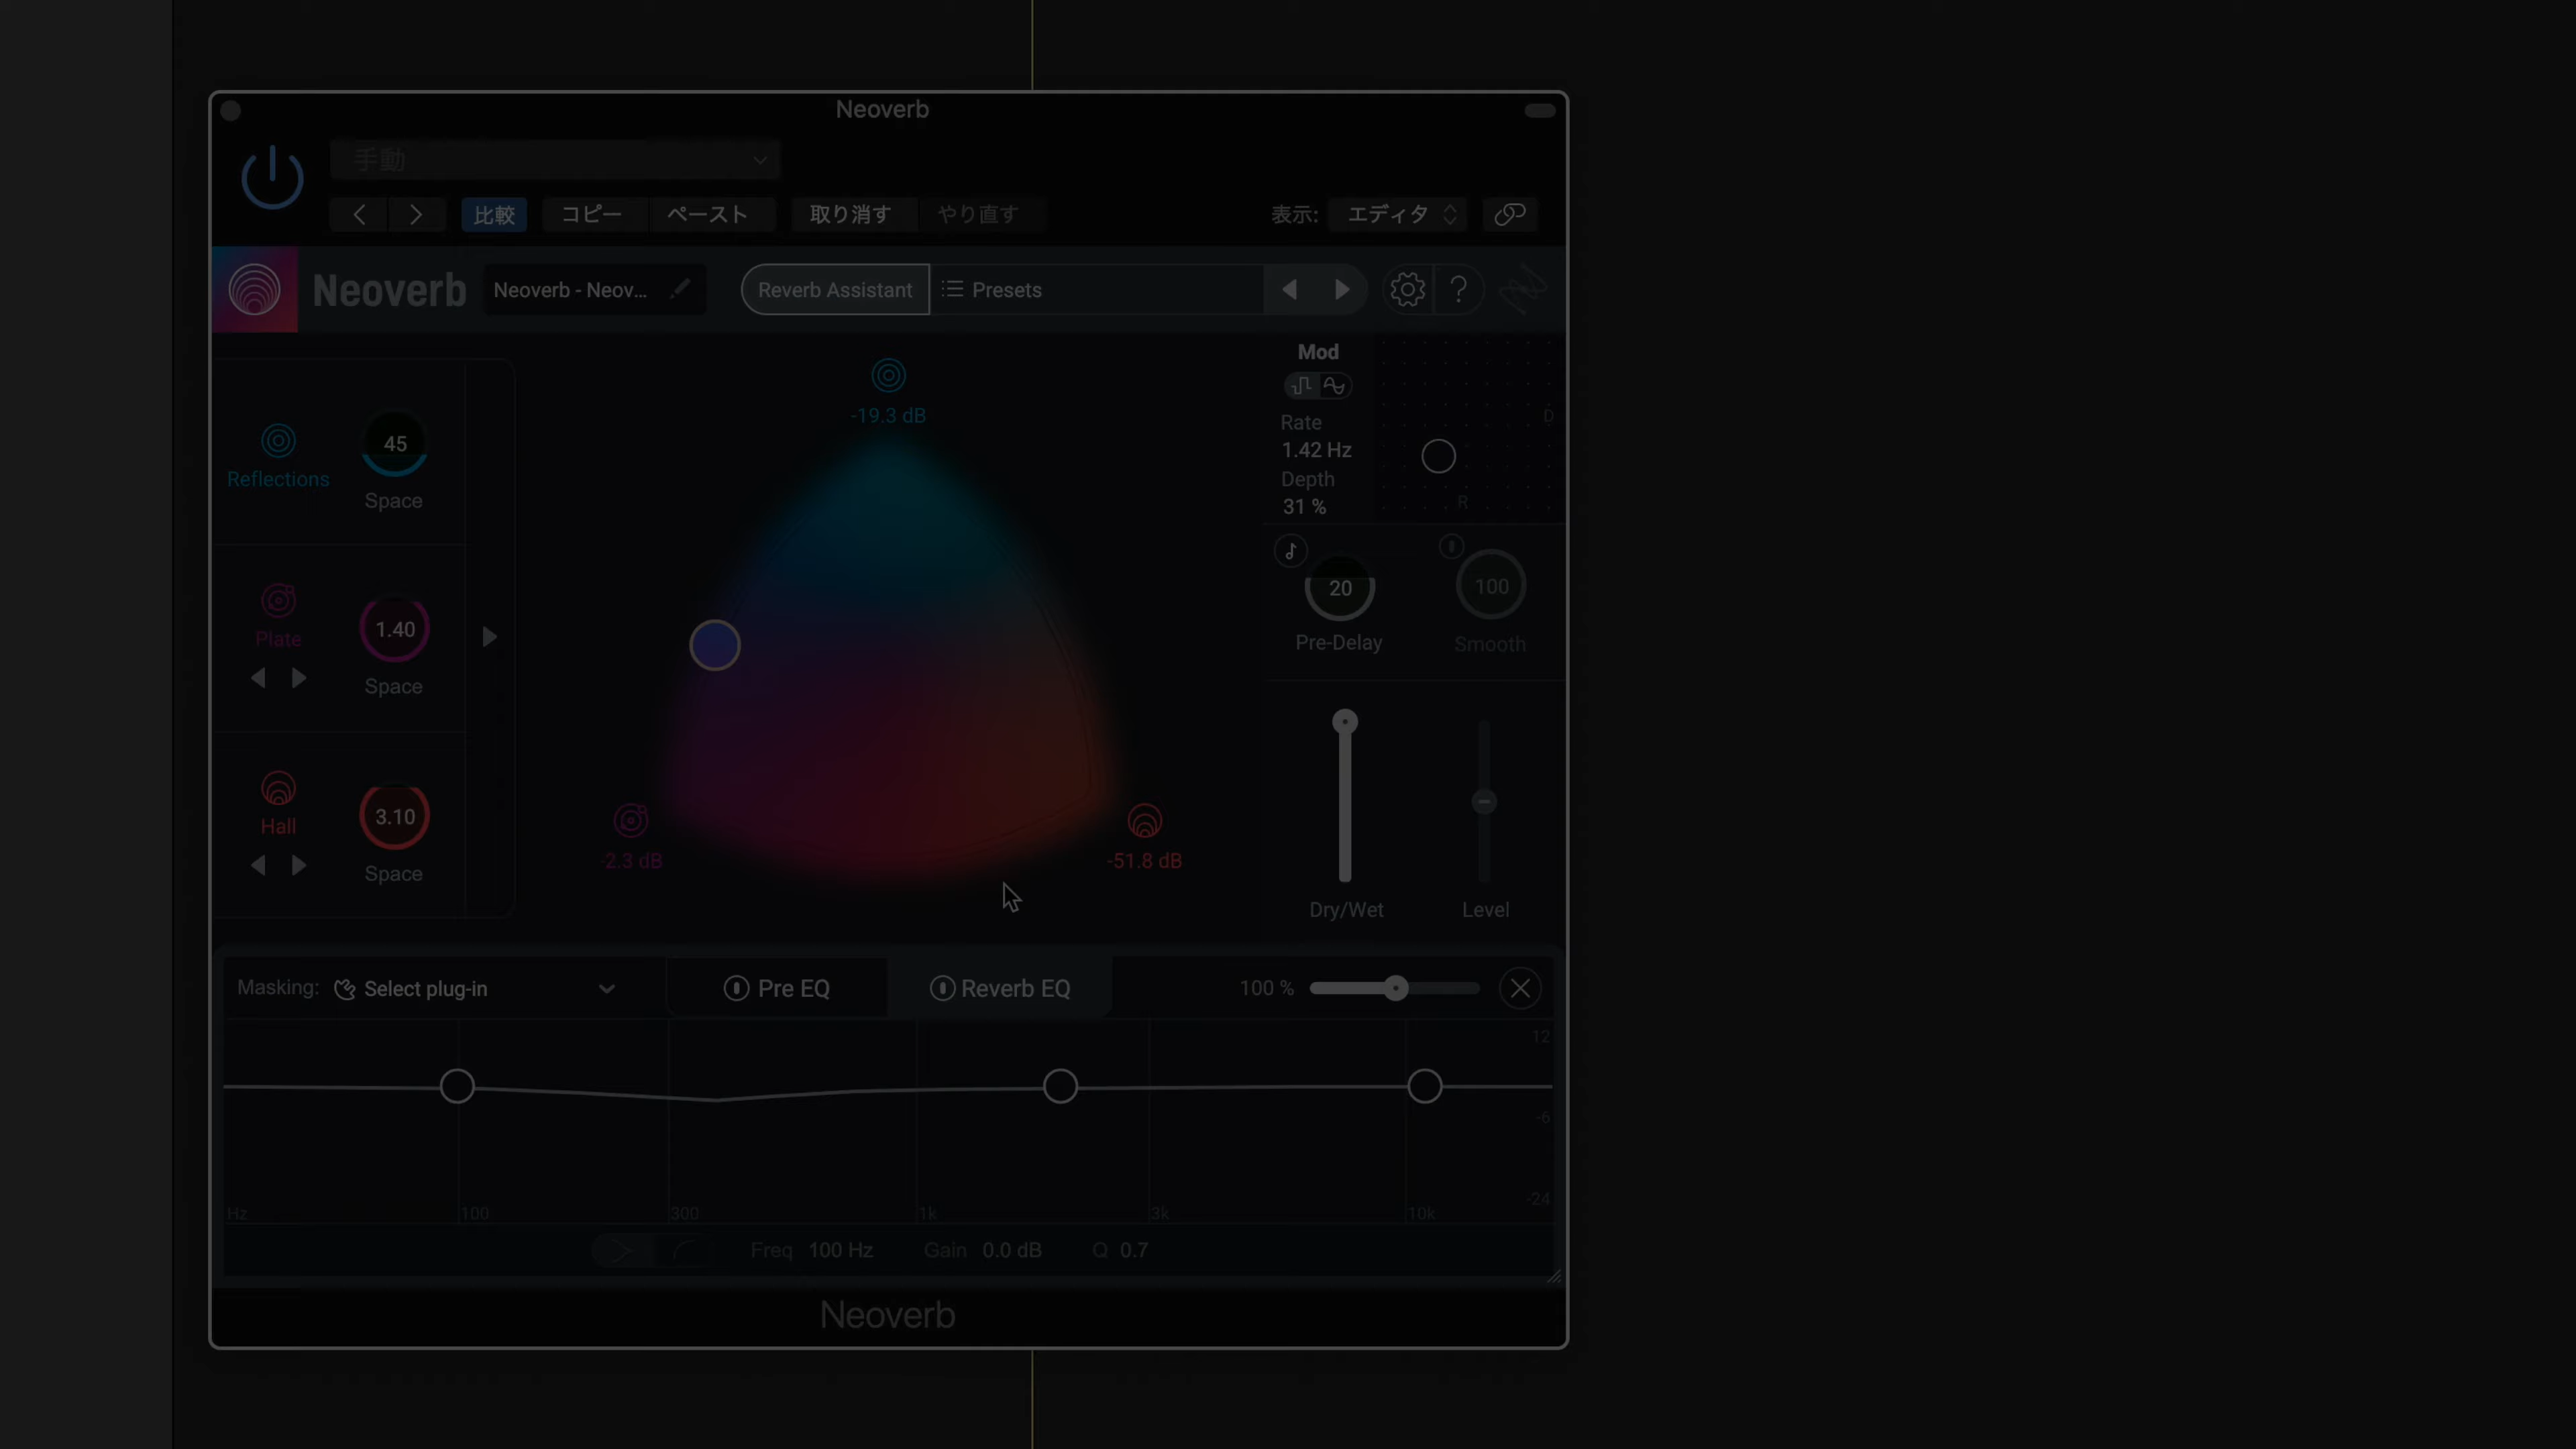 Neoverb
手動
比較 コピー ペースト 取り消す やり直す 表示: エディタ
Neoverb Neoverb - Neov... Reverb Assistant Presets ?
Mod
-19.3 dB
Rate
1.42 Hz
Depth
31 %
D
R
Reflections 45
Space
20 100
Pre-Delay Smooth
Plate 1.40
Space
Hall 3.10
Space
-2.3 dB -51.8 dB
Dry/Wet Level
Masking: Select plug-in Pre EQ Reverb EQ 100 %
12
-6
-24
Hz 100 300 1k 3k 10k
Freq 100 Hz Gain 0.0 dB Q 0.7
Neoverb